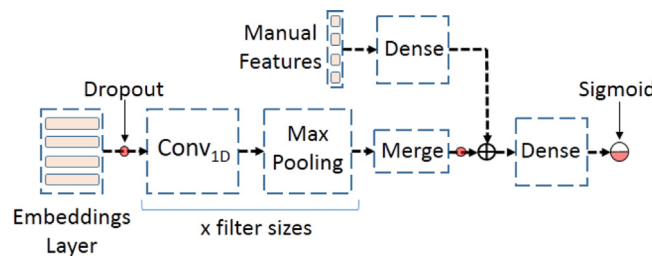 Manual
Features
Dense
Dropout
Sigmoid
Conv1D
Max
Pooling
Merge
Dense
Embeddings
Layer
x filter sizes